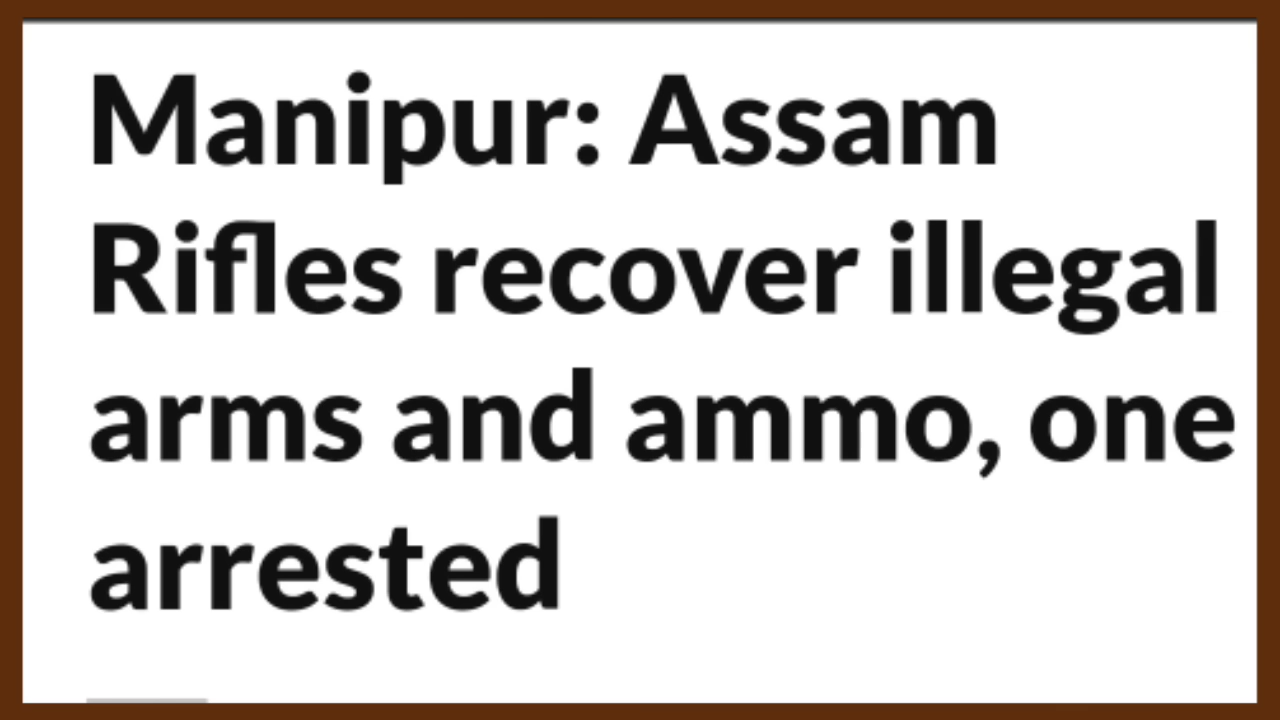 Manipur: Assam
Rifles recover illegal
arms and ammo, one
arrested